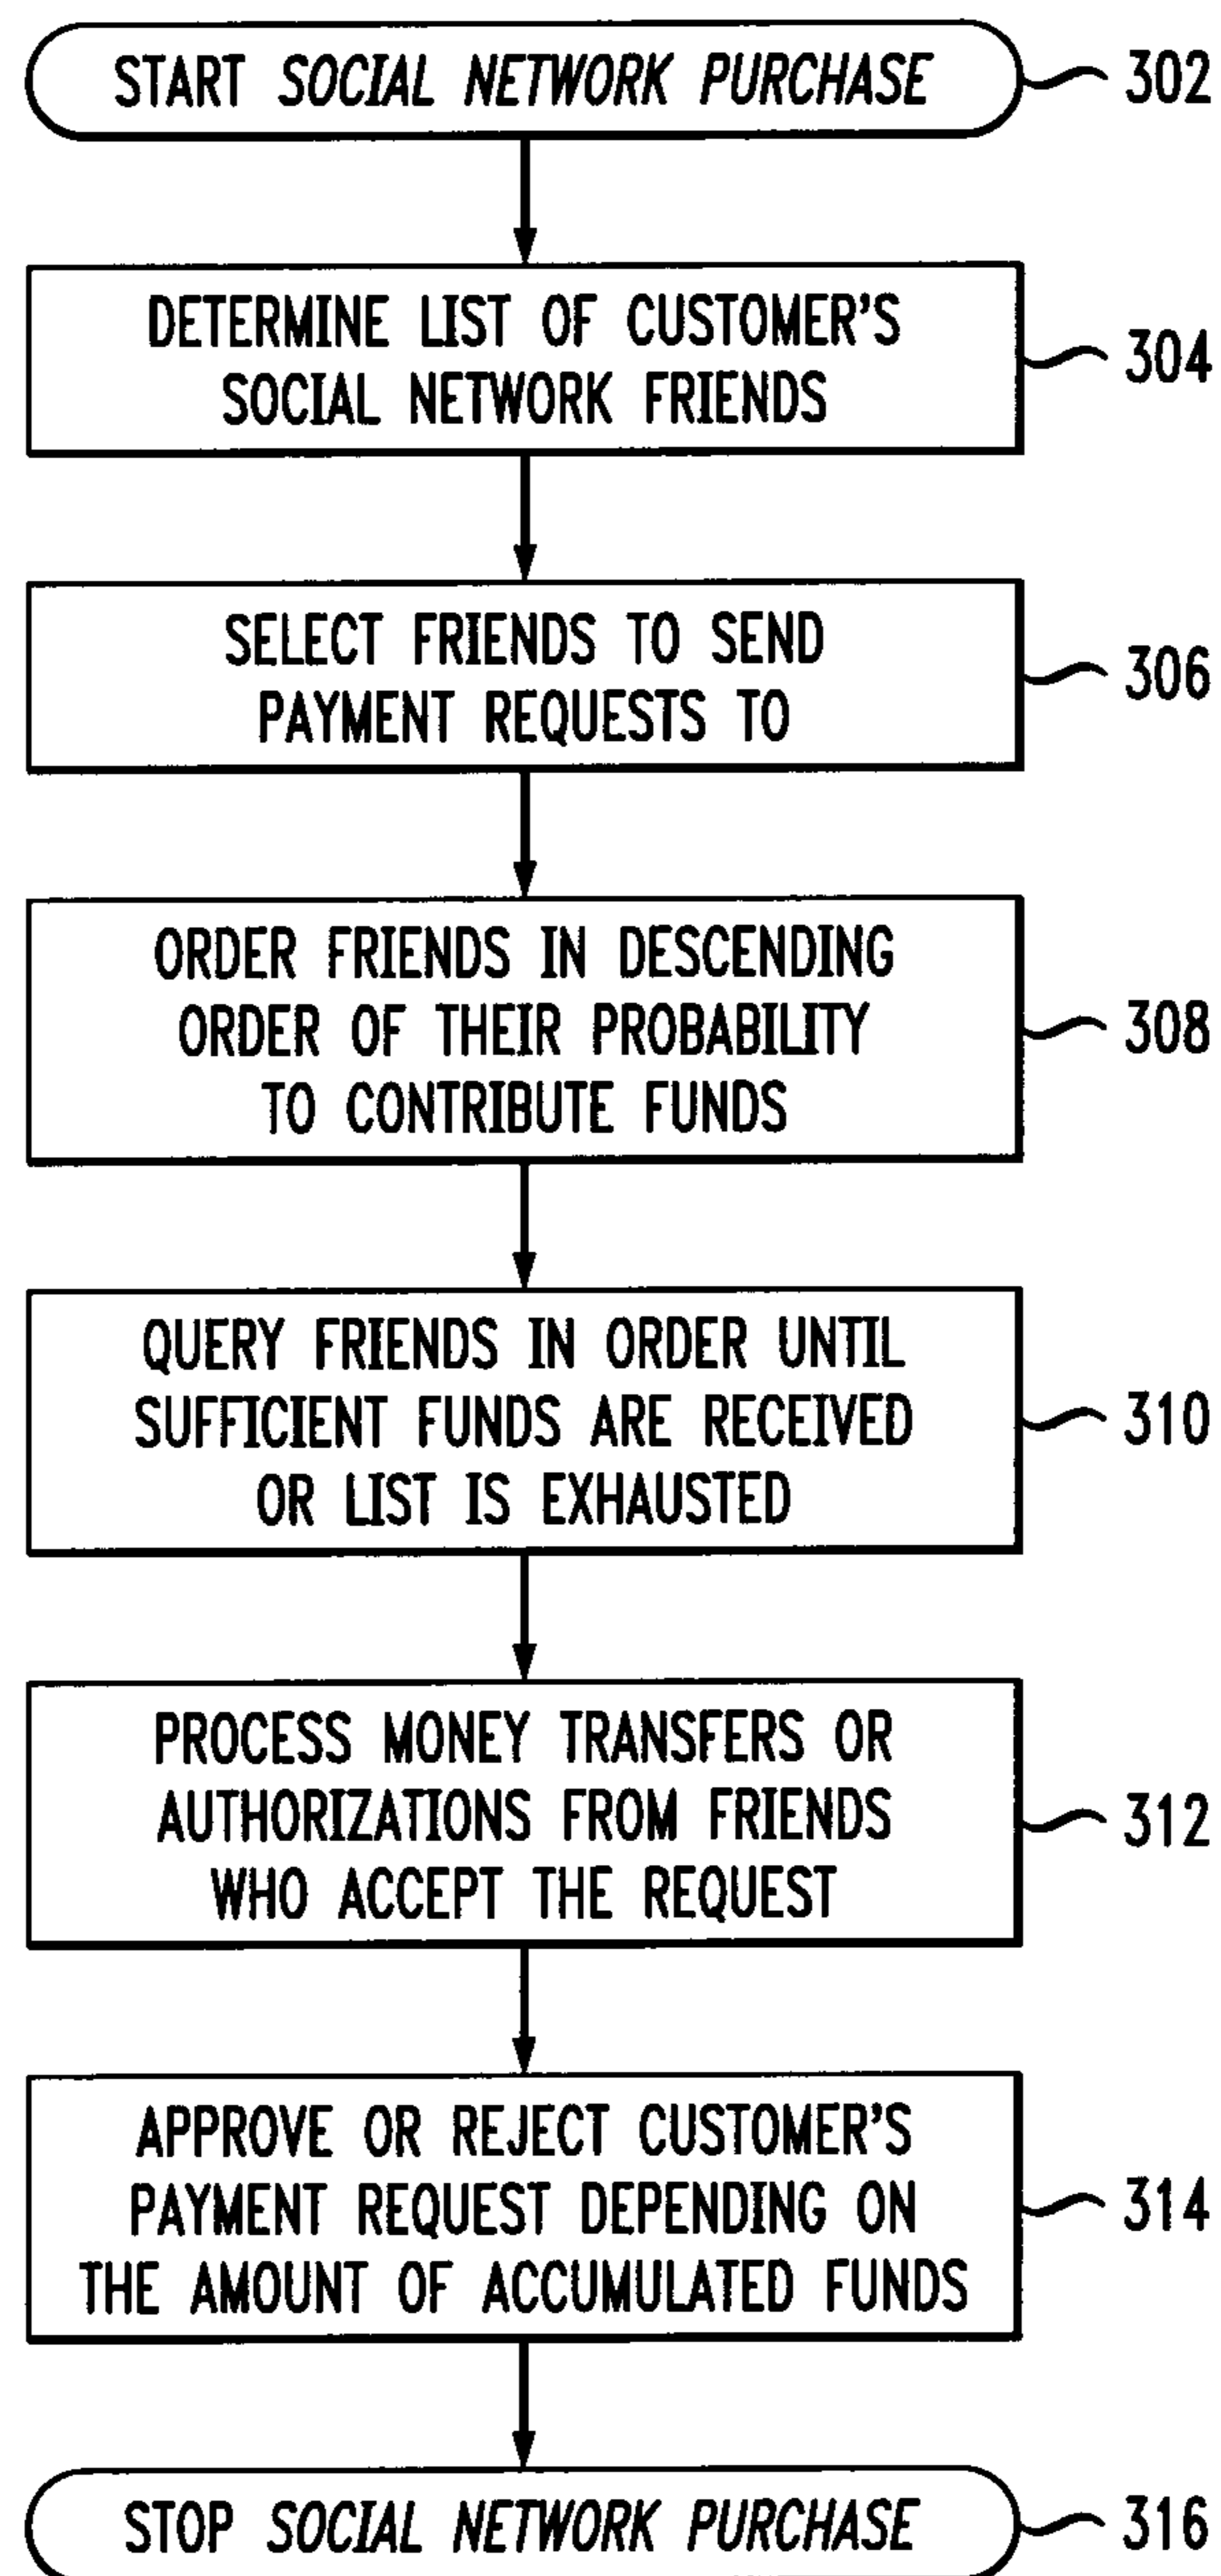 START SOCIAL NETWORK PURCHASE
302
DETERMINE LIST OF CUSTOMER'S
SOCIAL NETWORK FRIENDS
304
SELECT FRIENDS TO SEND
PAYMENT REQUESTS TO
306
ORDER FRIENDS IN DESCENDING
ORDER OF THEIR PROBABILITY
TO CONTRIBUTE FUNDS
308
QUERY FRIENDS IN ORDER UNTIL
SUFFICIENT FUNDS ARE RECEIVED
OR LIST IS EXHAUSTED
310
PROCESS MONEY TRANSFERS OR
AUTHORIZATIONS FROM FRIENDS
WHO ACCEPT THE REQUEST
312
APPROVE OR REJECT CUSTOMER'S
PAYMENT REQUEST DEPENDING ON
THE AMOUNT OF ACCUMULATED FUNDS
314
STOP SOCIAL NETWORK PURCHASE
316